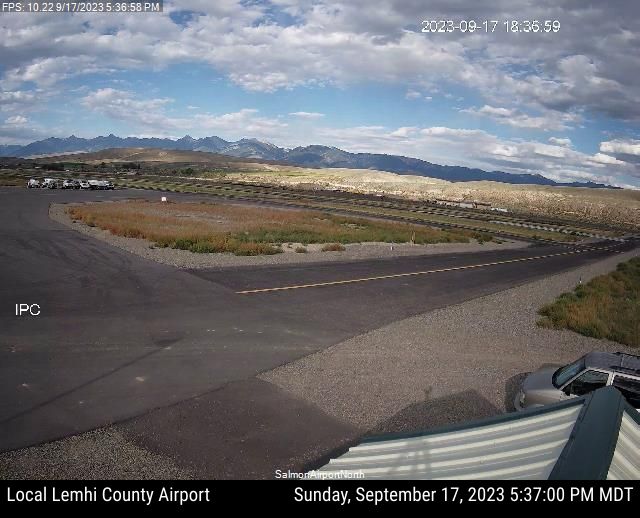 FPS: 10.22 9/17/2023 5:36:58 PM
2023-09-17 18:36:59
IPC
SalmonAirportNorth
Local Lemhi County Airport
Sunday, September 17, 2023 5:37:00 PM MDT